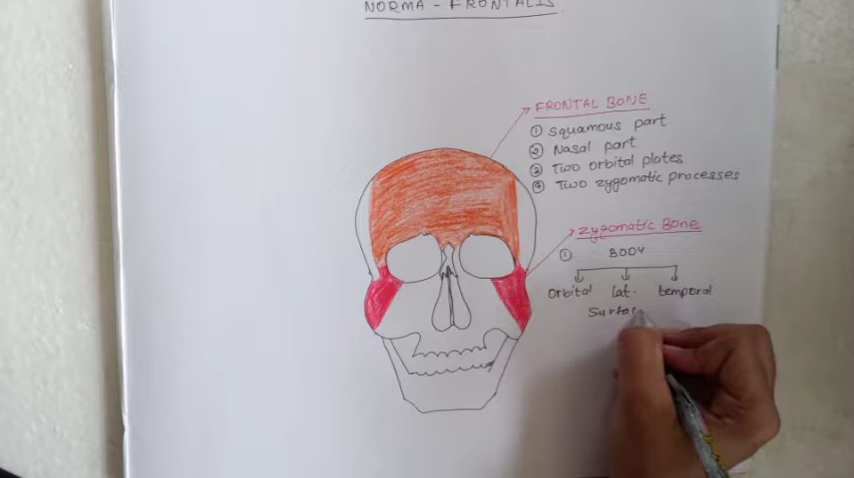 NORMA - FRONTALIS
FRONTAL BONE
① Squamous part
② Nasal part
③ Two orbital plates
④ Two zygomatic processes
Zygomatic Bone
① BODY
Orbital lat. temporal
Surfac